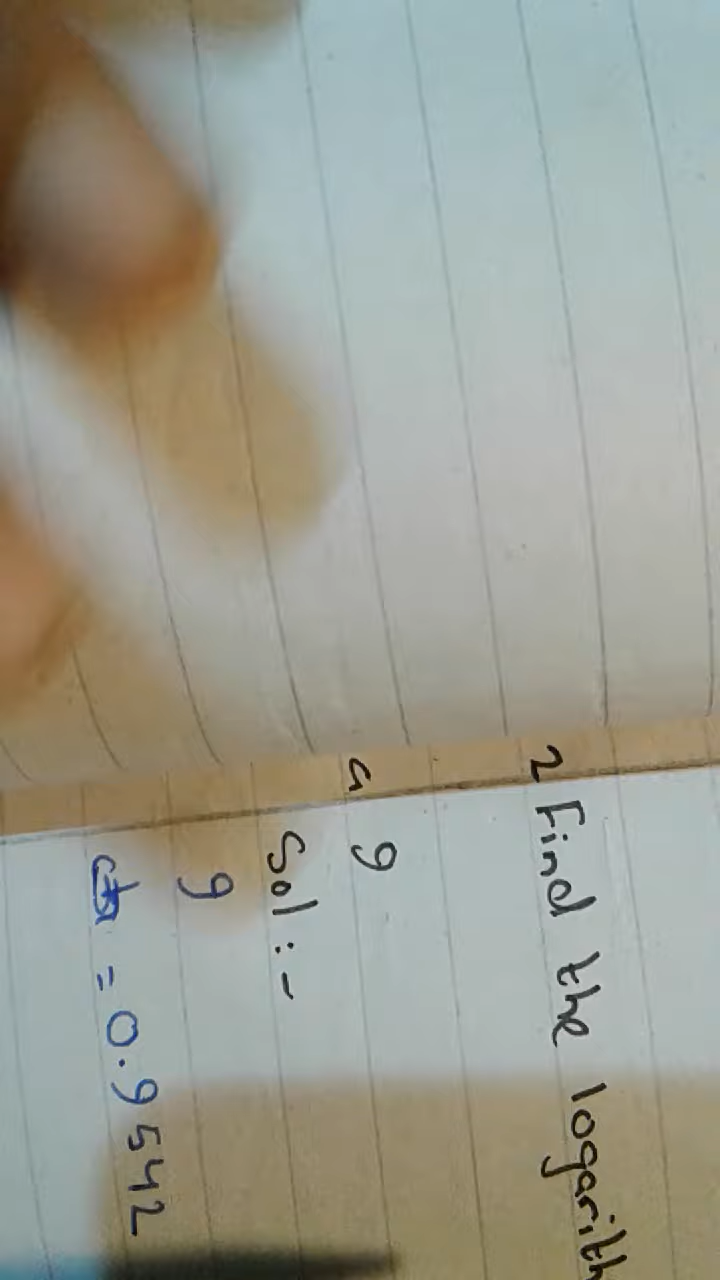 2 Find the logarith
a 9
Sol:-
9
= 0.9542